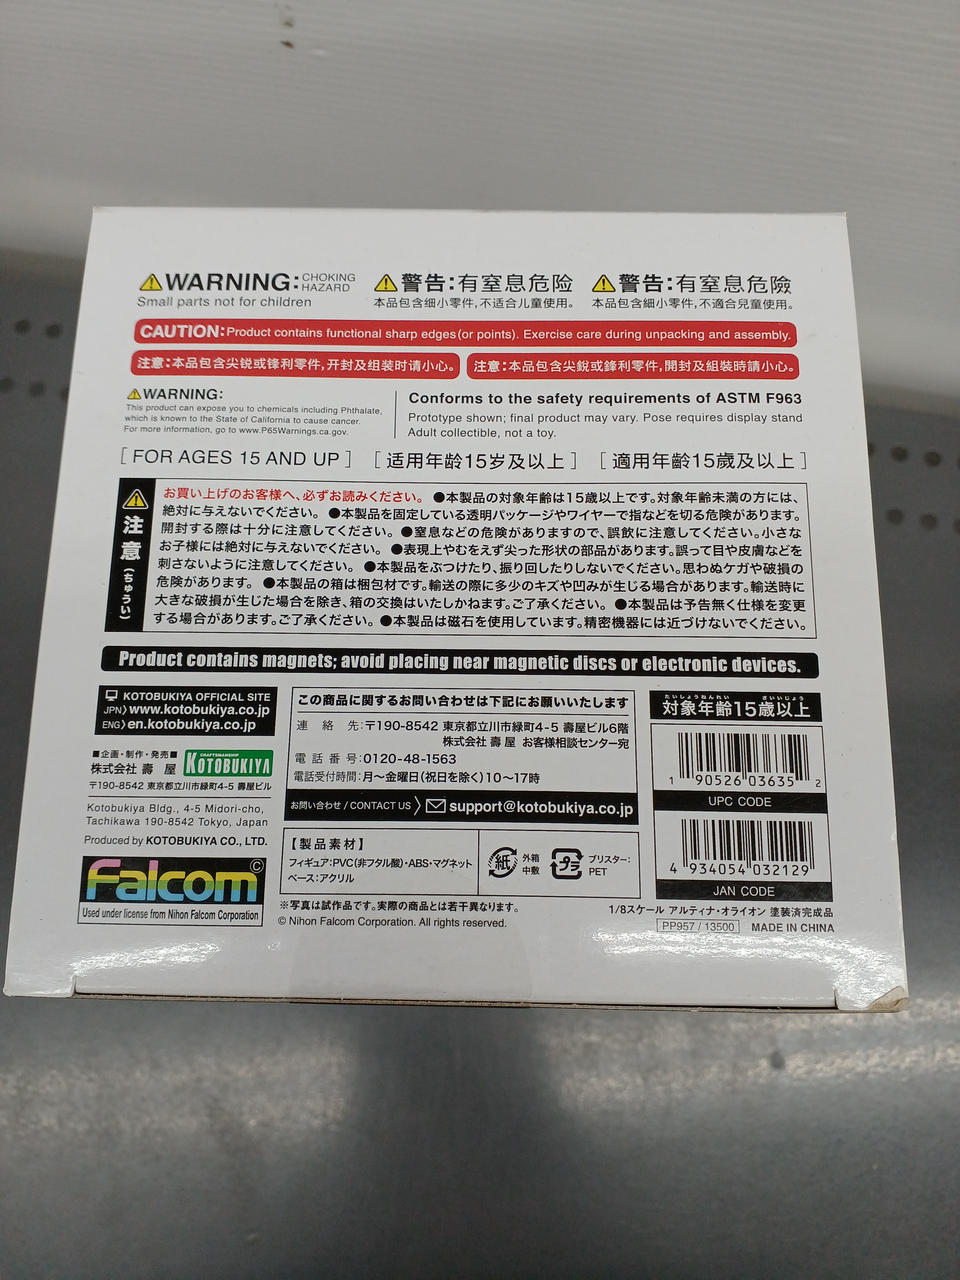 ⚠WARNING: CHOKING HAZARD
Small parts not for children
⚠警告:有窒息危险
本品包含细小零件,不适合儿童使用。
⚠警告:有窒息危險
本品包含細小零件,不適合兒童使用。
CAUTION:Product contains functional sharp edges(or points). Exercise care during unpacking and assembly.
注意:本品包含尖锐或锋利零件,开封及组装时请小心。
注意:本品包含尖銳或鋒利零件,開封及組裝時請小心。
⚠WARNING:
This product can expose you to chemicals including Phthalate,
which is known to the State of California to cause cancer.
For more information, go to www.P65Warnings.ca.gov.
Conforms to the safety requirements of ASTM F963
Prototype shown; final product may vary. Pose requires display stand
Adult collectible, not a toy.
[FOR AGES 15 AND UP] [适用年龄15岁及以上] [適用年齡15歲及以上]
注意(ちゅうい)
お買い上げのお客様へ、必ずお読みください。 ●本製品の対象年齢は15歳以上です。対象年齢未満の方には、
絶対に与えないでください。 ●本製品を固定している透明パッケージやワイヤーで指などを切る危険があります。
開封する際は十分に注意してください。 ●窒息などの危険がありますので、誤飲に注意してください。小さな
お子様には絶対に与えないでください。 ●表現上やむをえず尖った形状の部品があります。誤って目や皮膚などを
刺さないように注意してください。 ●本製品をぶつけたり、振り回したりしないでください。思わぬケガや破損の
危険があります。 ●本製品の箱は梱包材です。輸送の際に多少のキズや凹みが生じる場合があります。輸送時に
大きな破損が生じた場合を除き、箱の交換はいたしかねます。ご了承ください。 ●本製品は予告無く仕様を変更
する場合があります。ご了承ください。 ●本製品は磁石を使用しています。精密機器には近づけないでください。
Product contains magnets; avoid placing near magnetic discs or electronic devices.
KOTOBUKIYA OFFICIAL SITE
JPN) www.kotobukiya.co.jp
ENG) en.kotobukiya.co.jp
■企画・制作・発売■
株式会社 壽 屋
CRAFTSMANSHIP
KOTOBUKIYA
〒190-8542 東京都立川市緑町4-5 壽屋ビル
Kotobukiya Bldg., 4-5 Midori-cho,
Tachikawa 190-8542 Tokyo, Japan
Produced by KOTOBUKIYA CO., LTD.
Falcom©
Used under license from Nihon Falcom Corporation
この商品に関するお問い合わせは下記にお願いいたします
連絡先:〒190-8542 東京都立川市緑町4-5 壽屋ビル6階
株式会社 壽 屋 お客様相談センター宛
電話番号:0120-48-1563
電話受付時間:月〜金曜日(祝日を除く)10〜17時
お問い合わせ / CONTACT US support@kotobukiya.co.jp
【製品素材】
フィギュア:PVC(非フタル酸)・ABS・マグネット
ベース:アクリル
紙
外箱
中敷
プラ
ブリスター:
PET
※写真は試作品です。実際の商品とは若干異なります。
© Nihon Falcom Corporation. All rights reserved.
たいしょうねんれい さいいじょう
対象年齢15歳以上
1 90526 03635 2
UPC CODE
4 934054 032129
JAN CODE
1/8スケール アルティナ・オライオン 塗装済完成品
PP957 / 13500 MADE IN CHINA